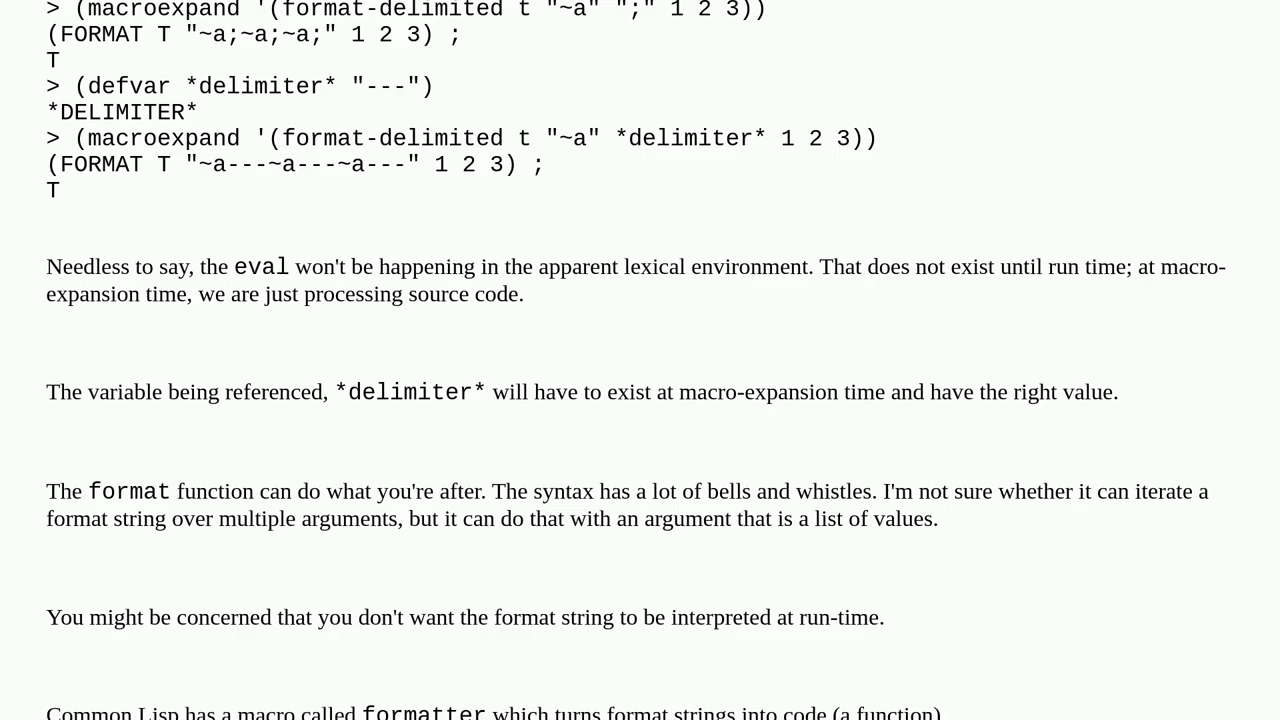 > (macroexpand '(format-delimited t "~a" ";" 1 2 3))
(FORMAT T "~a;~a;~a;" 1 2 3) ;
T
> (defvar *delimiter* "---")
*DELIMITER*
> (macroexpand '(format-delimited t "~a" *delimiter* 1 2 3))
(FORMAT T "~a---~a---~a---" 1 2 3) ;
T
Needless to say, the eval won't be happening in the apparent lexical environment. That does not exist until run time; at macro-
expansion time, we are just processing source code.
The variable being referenced, *delimiter* will have to exist at macro-expansion time and have the right value.
The format function can do what you're after. The syntax has a lot of bells and whistles. I'm not sure whether it can iterate a
format string over multiple arguments, but it can do that with an argument that is a list of values.
You might be concerned that you don't want the format string to be interpreted at run-time.
Common Lisp has a macro called formatter which turns format strings into code (a function)